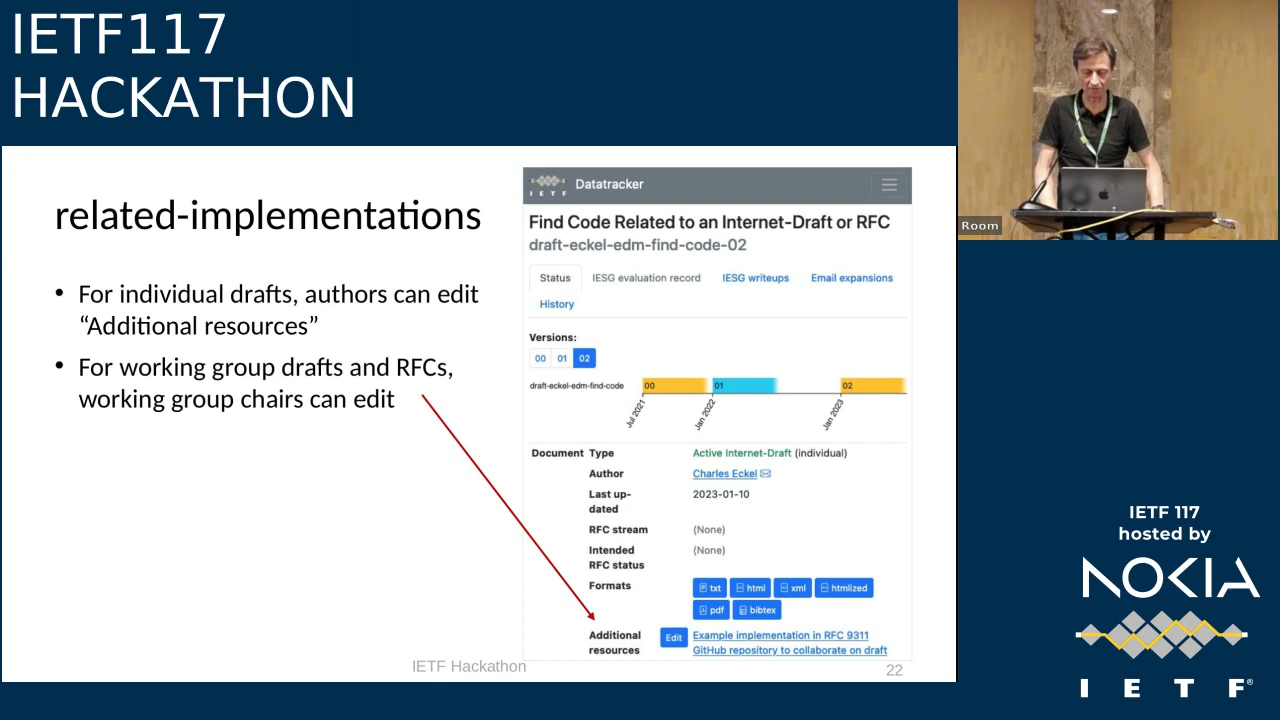 IETF117
HACKATHON
related-implementations
• For individual drafts, authors can edit
“Additional resources”
• For working group drafts and RFCs,
working group chairs can edit
IETF Hackathon
22
I E T F
Datatracker
Find Code Related to an Internet-Draft or RFC
draft-eckel-edm-find-code-02
Status IESG evaluation record IESG writeups Email expansions
History
Versions:
00 01 02
draft-eckel-edm-find-code 00 01 02
Jul 2021 Jan 2022 Jan 2023
Document Type Active Internet-Draft (individual)
Author Charles Eckel
Last up-
dated 2023-01-10
RFC stream (None)
Intended
RFC status (None)
Formats txt html xml htmlized
pdf bibtex
Additional
resources Edit Example implementation in RFC 9311
GitHub repository to collaborate on draft
Room
IETF 117
hosted by
NOKIA
I E T F®